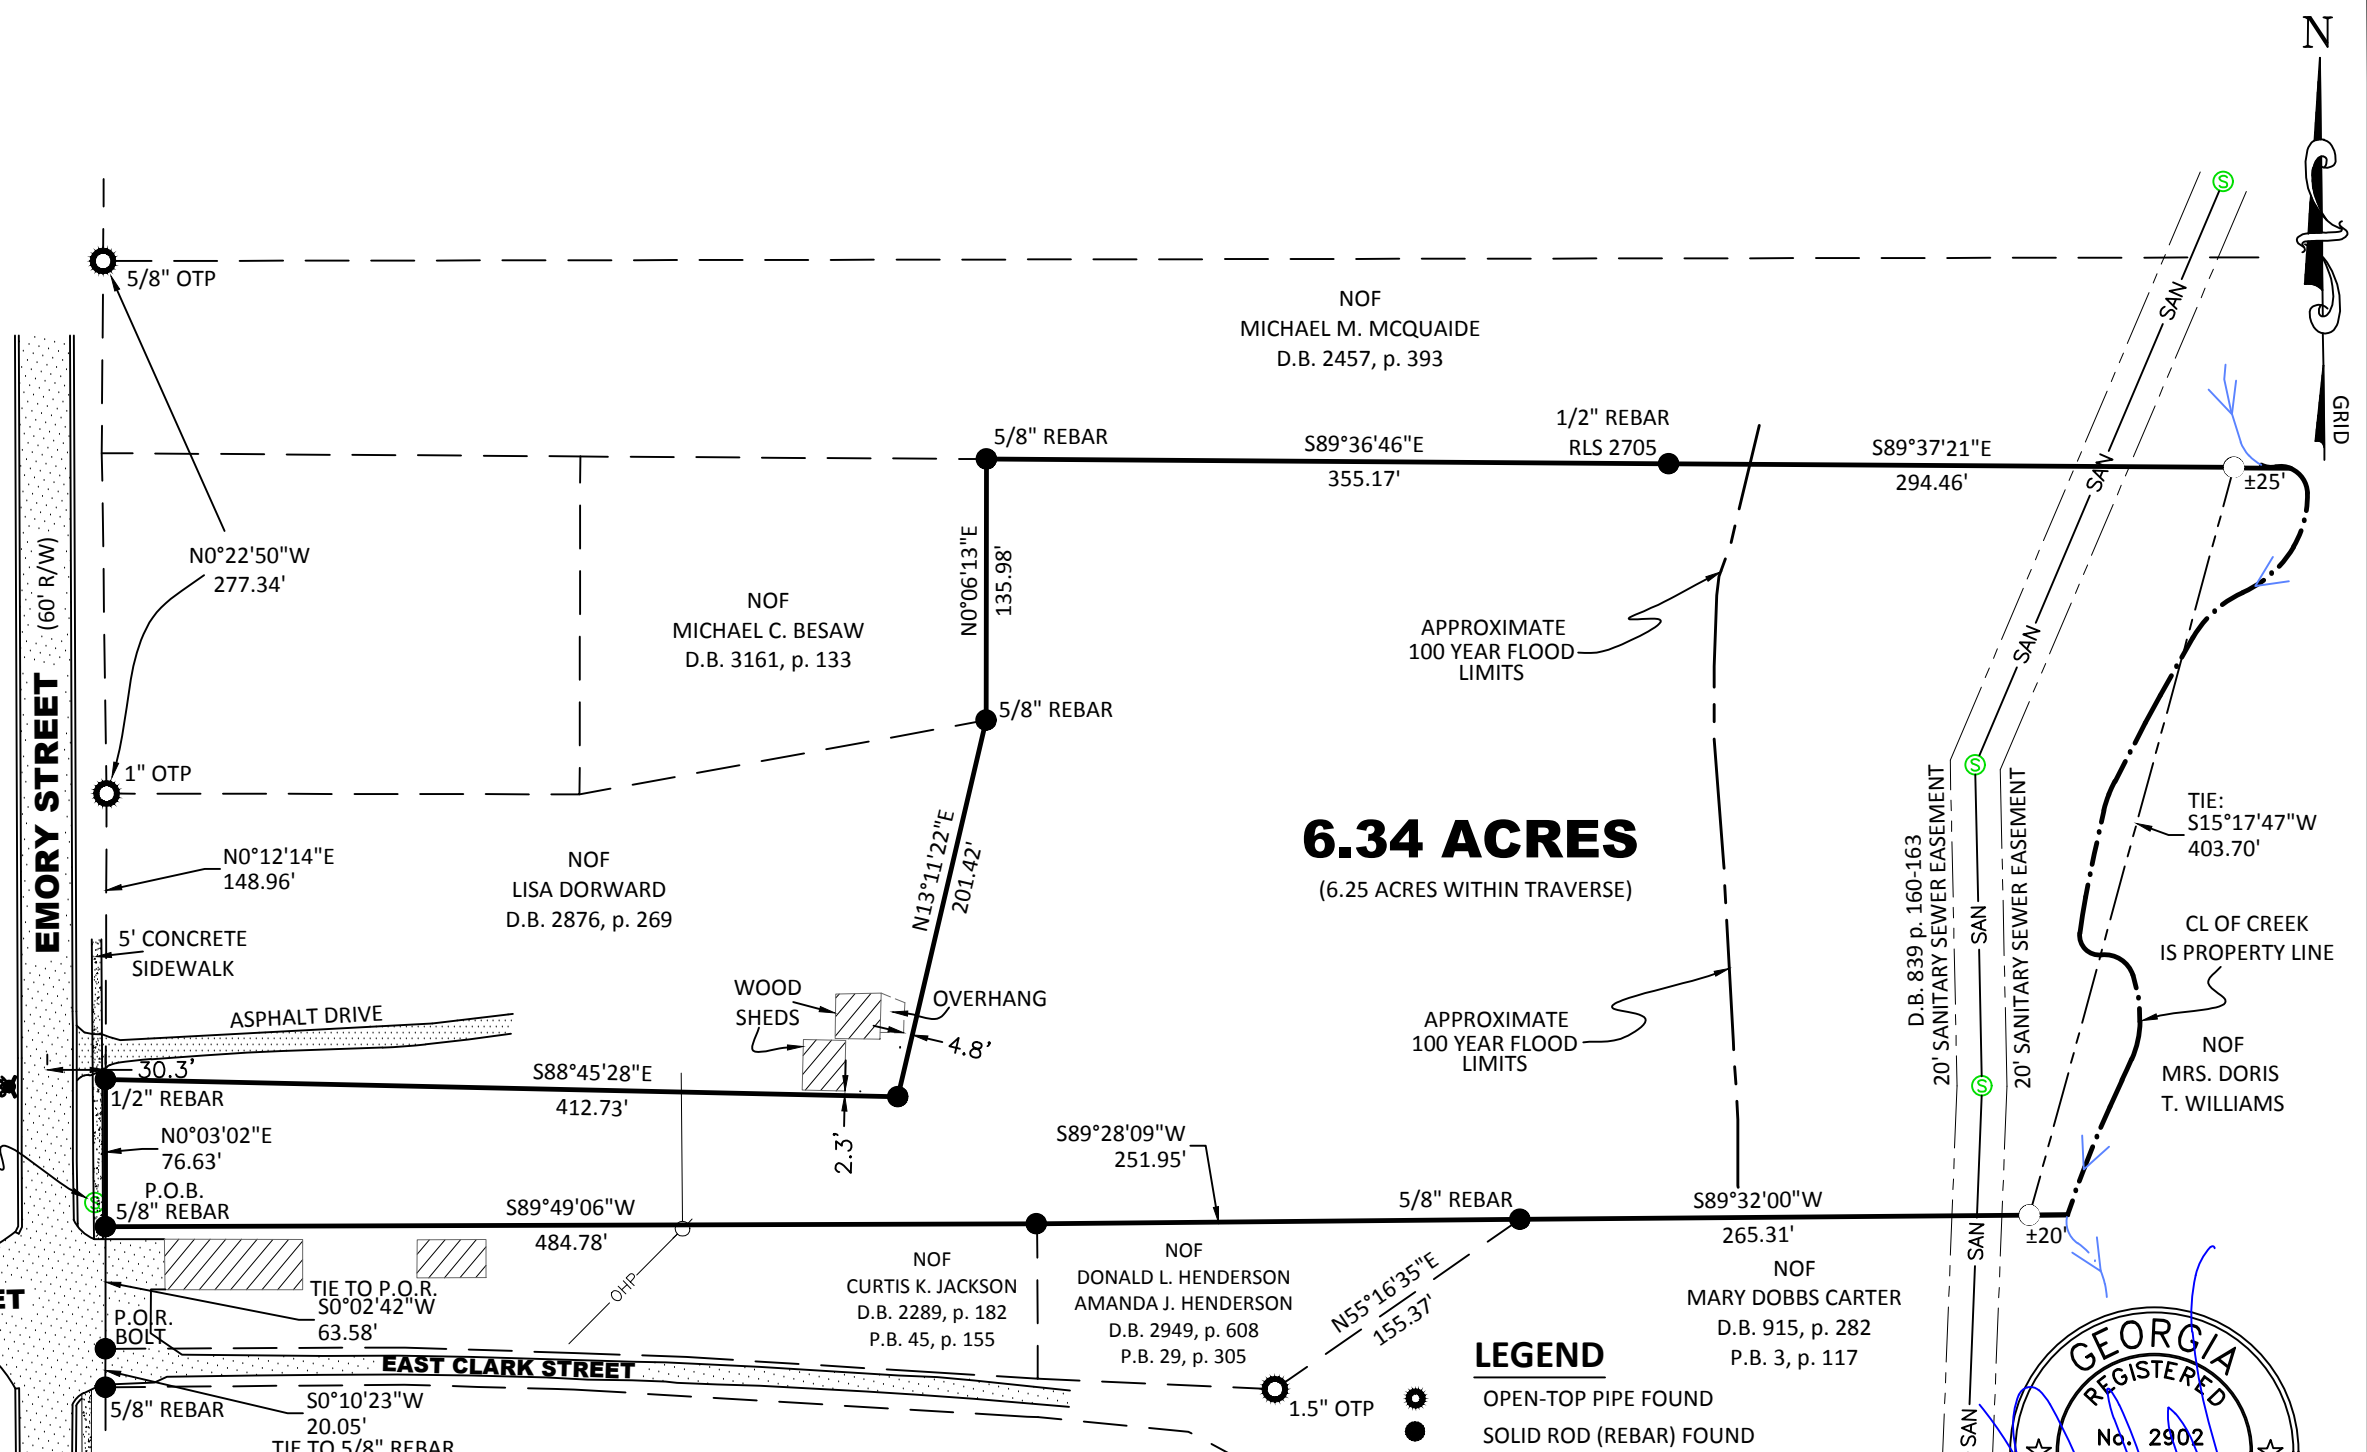 N
GRID
5/8" OTP
NOF
MICHAEL M. MCQUAIDE
D.B. 2457, p. 393
SAN
5/8" REBAR
S89°36'46"E
355.17'
1/2" REBAR
RLS 2705
S89°37'21"E
294.46'
SAN
±25'
N0°22'50"W
277.34'
(60' R/W)
EMORY STREET
NOF
MICHAEL C. BESAW
D.B. 3161, p. 133
N0°06'13"E
135.98'
APPROXIMATE
100 YEAR FLOOD
LIMITS
SAN
5/8" REBAR
1" OTP
N0°12'14"E
148.96'
NOF
LISA DORWARD
D.B. 2876, p. 269
N13°11'22"E
201.42'
6.34 ACRES
(6.25 ACRES WITHIN TRAVERSE)
D.B. 839 p. 160-163
20' SANITARY SEWER EASEMENT
SAN
20' SANITARY SEWER EASEMENT
TIE:
S15°17'47"W
403.70'
CL OF CREEK
IS PROPERTY LINE
5' CONCRETE
SIDEWALK
ASPHALT DRIVE
WOOD
SHEDS
OVERHANG
4.8'
APPROXIMATE
100 YEAR FLOOD
LIMITS
NOF
MRS. DORIS
T. WILLIAMS
30.3'
1/2" REBAR
S88°45'28"E
412.73'
2.3'
N0°03'02"E
76.63'
P.O.B.
5/8" REBAR
S89°49'06"W
484.78'
S89°28'09"W
251.95'
5/8" REBAR
S89°32'00"W
265.31'
±20'
SAN
S
S
S
S
OHP
NOF
CURTIS K. JACKSON
D.B. 2289, p. 182
P.B. 45, p. 155
NOF
DONALD L. HENDERSON
AMANDA J. HENDERSON
D.B. 2949, p. 608
P.B. 29, p. 305
N55°16'35"E
155.37'
NOF
MARY DOBBS CARTER
D.B. 915, p. 282
P.B. 3, p. 117
ET
TIE TO P.O.R.
S0°02'42"W
63.58'
P.O.R.
BOLT
EAST CLARK STREET
5/8" REBAR
S0°10'23"W
20.05'
TIE TO 5/8" REBAR
1.5" OTP
LEGEND
OPEN-TOP PIPE FOUND
SOLID ROD (REBAR) FOUND
SAN
GEORGIA
REGISTERED
No. 2902